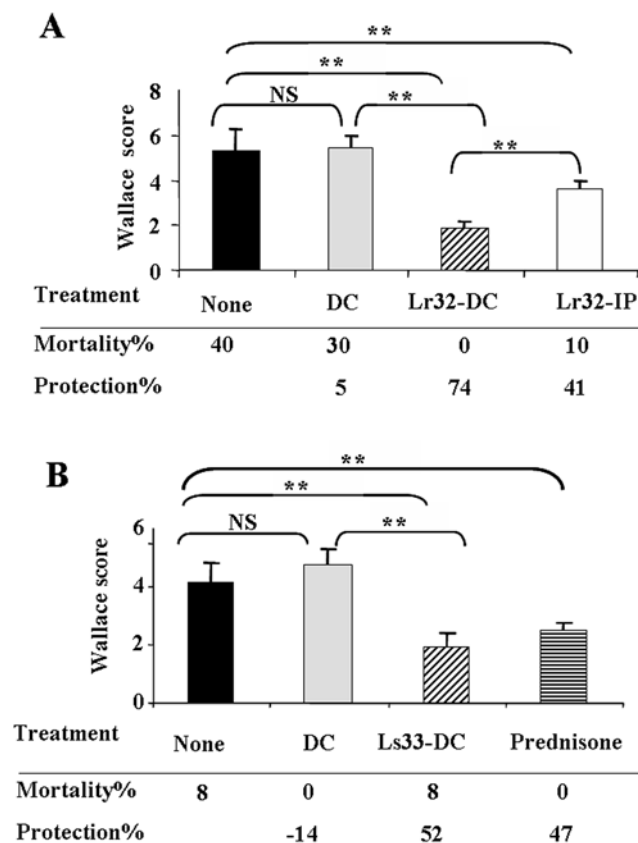 A
**
**
NS
**
**
8
6
4
2
0
Wallace score
Treatment None DC Lr32-DC Lr32-IP
Mortality% 40 30 0 10
Protection% 5 74 41
B
**
**
NS
**
6
4
2
0
Wallace score
Treatment None DC Ls33-DC Prednisone
Mortality% 8 0 8 0
Protection% -14 52 47